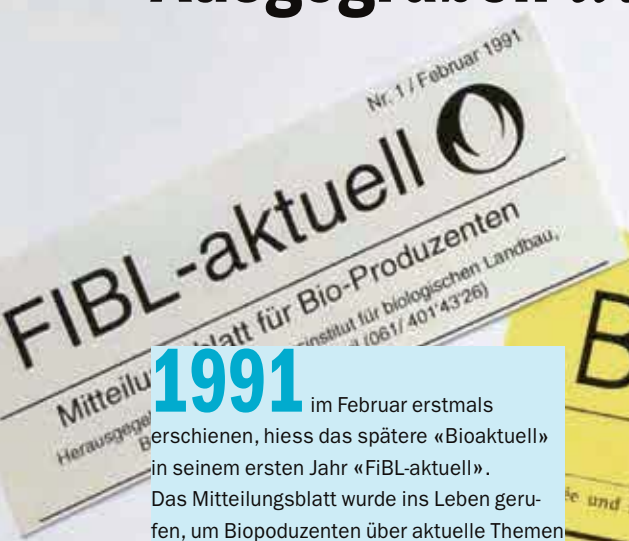 Nr. 1 / Februar 1991
FIBL-aktuell
blatt für Bio-Produzenten
institut für biologischen Landbau,
(061/ 401'43'26)
1991 im Februar erstmals
erschienen, hiess das spätere «Bioaktuell»
in seinem ersten Jahr «FiBL-aktuell».
Das Mitteilungsblatt wurde ins Leben geru-
fen, um Biopoduzenten über aktuelle Themen
B
und